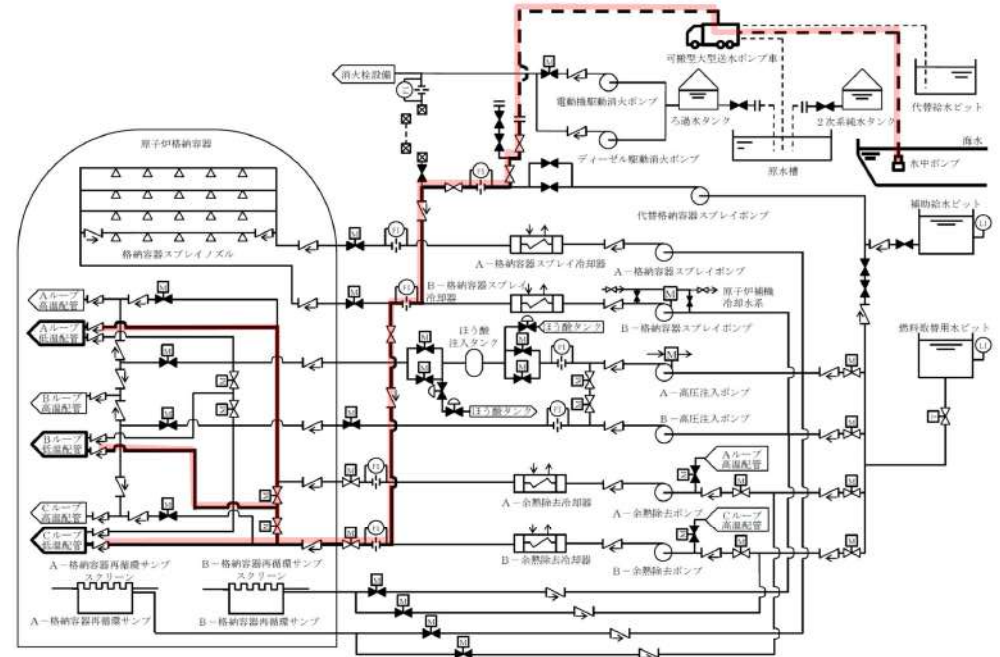 可搬型大型送水ポンプ車
消火栓設備
M
FI
電動機駆動消火ポンプ
ろ過水タンク
2次系純水タンク
代替給水ピット
海水
原子炉格納容器
ディーゼル駆動消火ポンプ
原水槽
水中ポンプ
FI
代替格納容器スプレイポンプ
補助給水ピット
LI
格納容器スプレイノズル
M
FI
A-格納容器スプレイ冷却器
A-格納容器スプレイポンプ
B-格納容器スプレイ
冷却器
原子炉補機
冷却水系
M
FI
M
B-格納容器スプレイポンプ
Aループ
高温配管
M
Aループ
低温配管
ほう酸
注入タンク
ほう酸タンク
燃料取替用水ピット
LI
M
M
M
M
M
FI
M
M
A-高圧注入ポンプ
Bループ
高温配管
ほう酸タンク
M
M
FI
M
B-高圧注入ポンプ
Bループ
低温配管
Aループ
高温配管
M
FI
M
M
A-余熱除去冷却器
A-余熱除去ポンプ
Cループ
高温配管
M
Cループ
高温配管
Cループ
低温配管
M
FI
M
M
B-余熱除去冷却器
B-余熱除去ポンプ
A-格納容器再循環サンプ
スクリーン
B-格納容器再循環サンプ
スクリーン
A-格納容器再循環サンプ
B-格納容器再循環サンプ
M
M
M
M